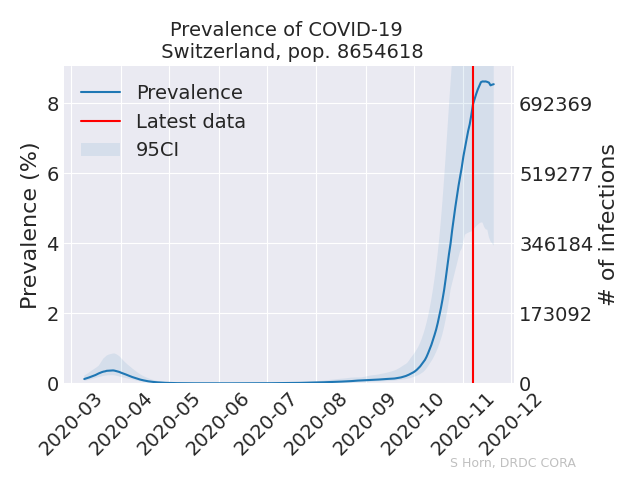 Prevalence of COVID-19
Switzerland, pop. 8654618
Prevalence
Latest data
95CI
Prevalence (%)
8
6
4
2
0
692369
519277
346184
173092
0
# of infections
2020-03
2020-04
2020-05
2020-06
2020-07
2020-08
2020-09
2020-10
2020-11
2020-12
S Horn, DRDC CORA